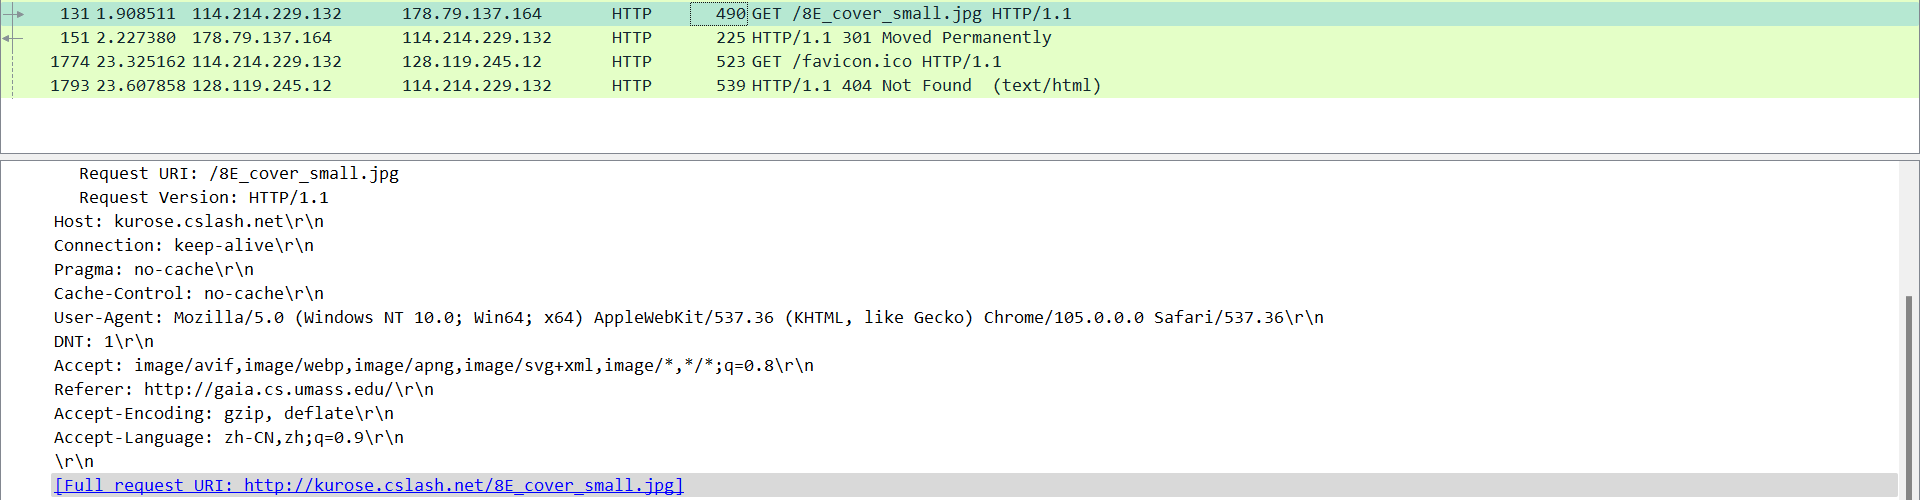 131 1.908511 114.214.229.132 178.79.137.164 HTTP 490 GET /8E_cover_small.jpg HTTP/1.1
151 2.227380 178.79.137.164 114.214.229.132 HTTP 225 HTTP/1.1 301 Moved Permanently
1774 23.325162 114.214.229.132 128.119.245.12 HTTP 523 GET /favicon.ico HTTP/1.1
1793 23.607858 128.119.245.12 114.214.229.132 HTTP 539 HTTP/1.1 404 Not Found (text/html)
Request URI: /8E_cover_small.jpg
Request Version: HTTP/1.1
Host: kurose.cslash.net\r\n
Connection: keep-alive\r\n
Pragma: no-cache\r\n
Cache-Control: no-cache\r\n
User-Agent: Mozilla/5.0 (Windows NT 10.0; Win64; x64) AppleWebKit/537.36 (KHTML, like Gecko) Chrome/105.0.0.0 Safari/537.36\r\n
DNT: 1\r\n
Accept: image/avif,image/webp,image/apng,image/svg+xml,image/*,*/*;q=0.8\r\n
Referer: http://gaia.cs.umass.edu/\r\n
Accept-Encoding: gzip, deflate\r\n
Accept-Language: zh-CN,zh;q=0.9\r\n
\r\n
[Full request URI: http://kurose.cslash.net/8E_cover_small.jpg]